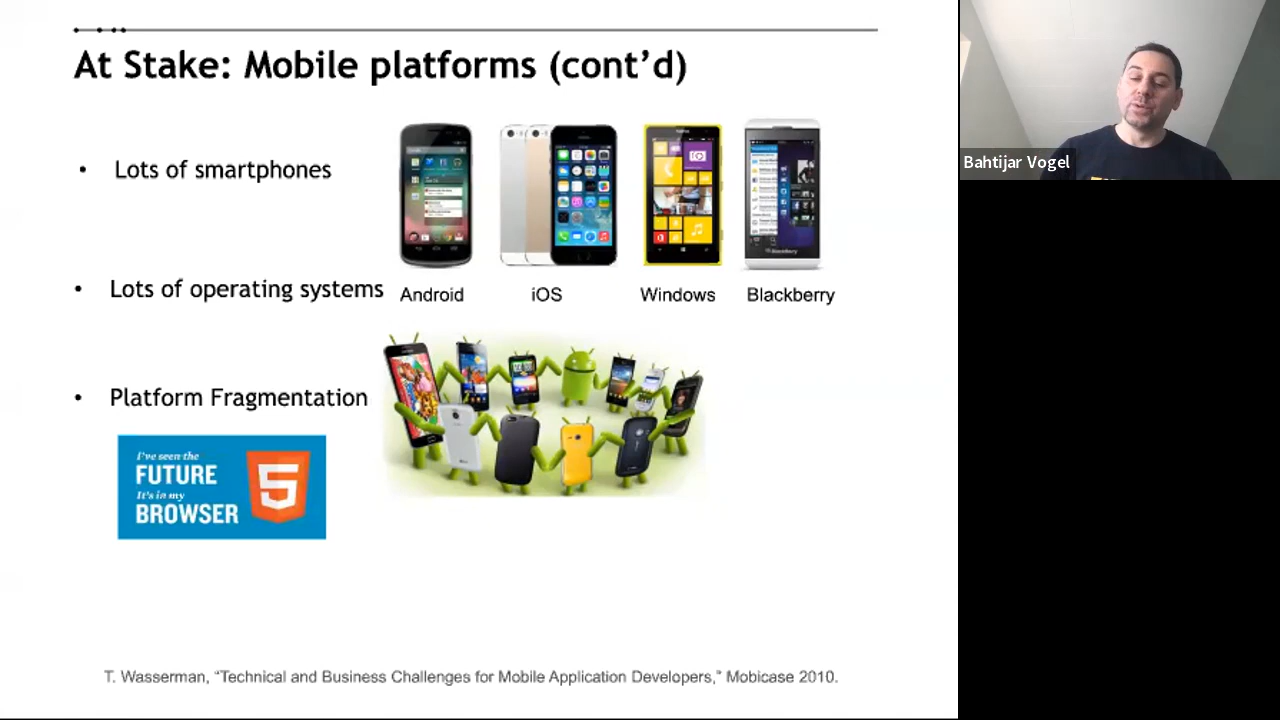 At Stake: Mobile platforms (cont’d)
• Lots of smartphones
• Lots of operating systems
Android iOS Windows Blackberry
• Platform Fragmentation
I've seen the
FUTURE
It's in my
BROWSER
5
T. Wasserman, “Technical and Business Challenges for Mobile Application Developers,” Mobicase 2010.
Bahtijar Vogel